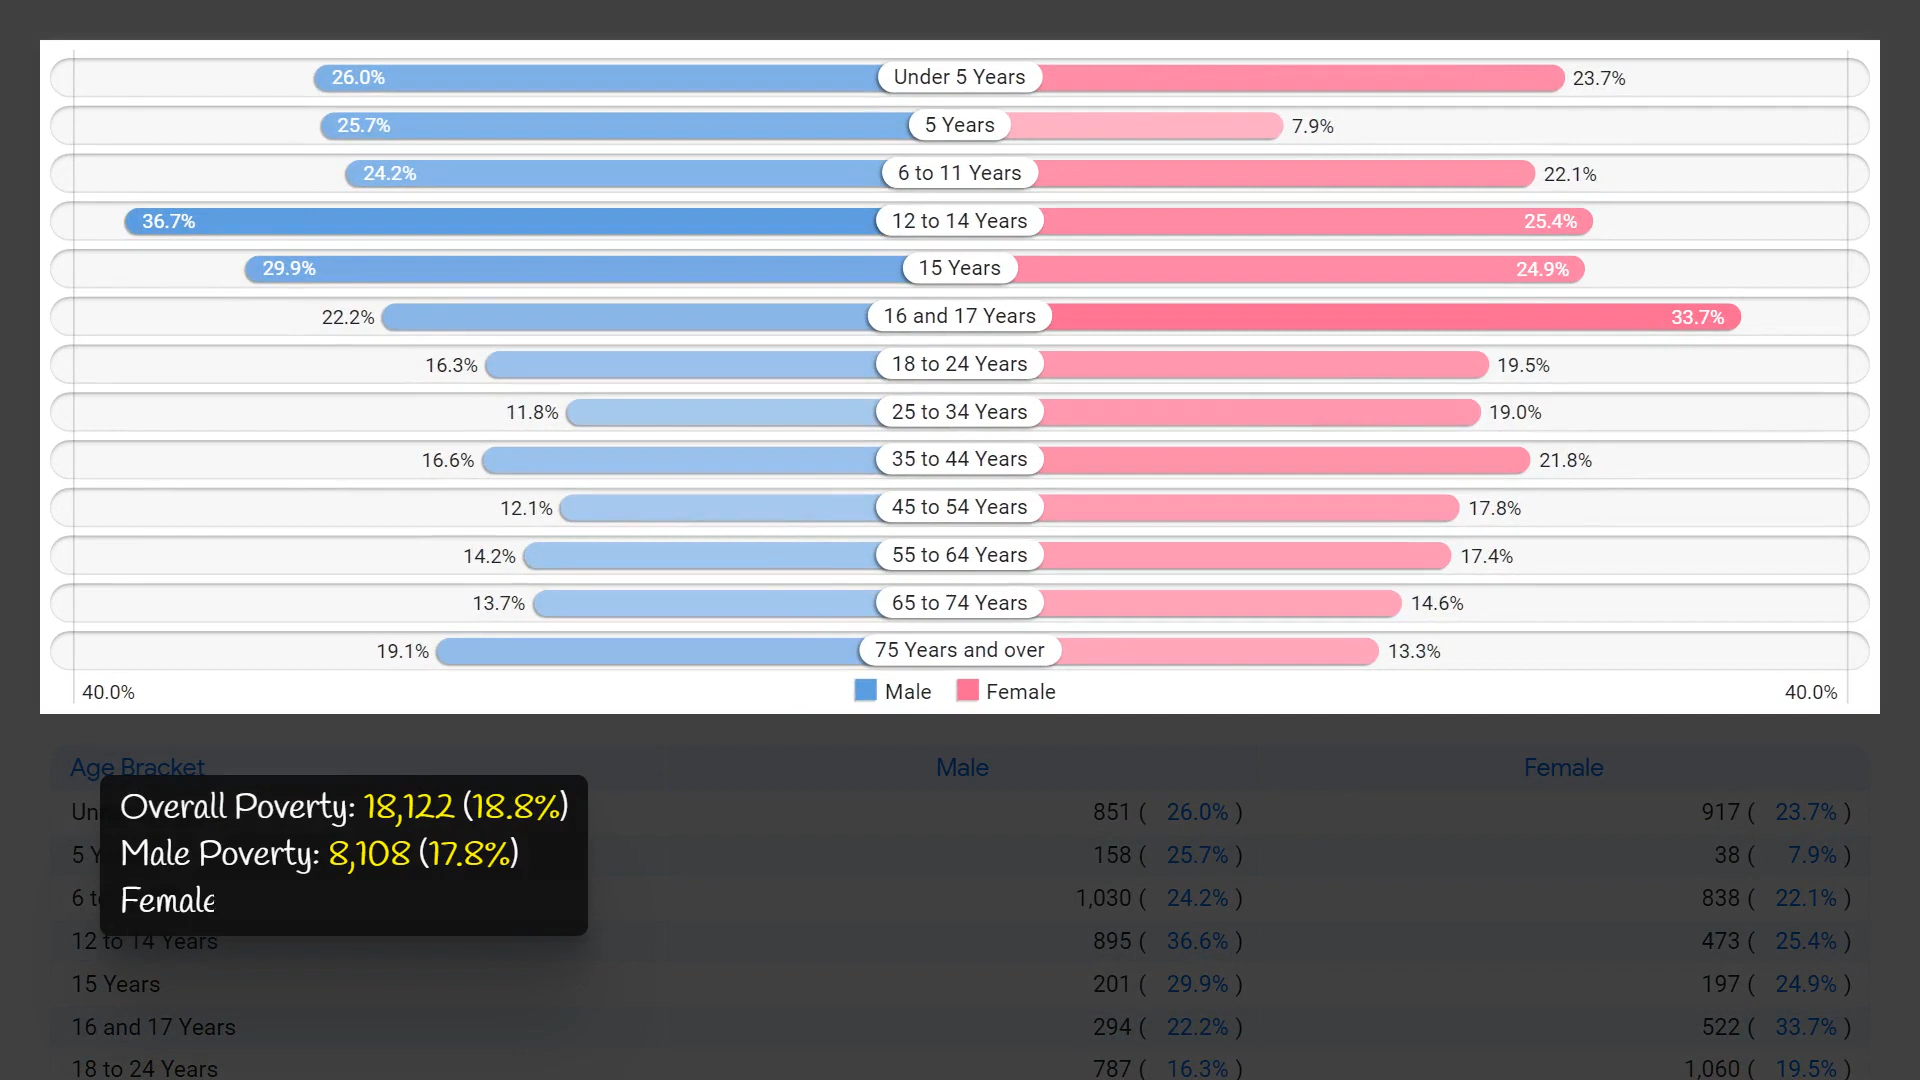 26.0% Under 5 Years 23.7%
25.7% 5 Years 7.9%
24.2% 6 to 11 Years 22.1%
36.7% 12 to 14 Years 25.4%
29.9% 15 Years 24.9%
22.2% 16 and 17 Years 33.7%
16.3% 18 to 24 Years 19.5%
11.8% 25 to 34 Years 19.0%
16.6% 35 to 44 Years 21.8%
12.1% 45 to 54 Years 17.8%
14.2% 55 to 64 Years 17.4%
13.7% 65 to 74 Years 14.6%
19.1% 75 Years and over 13.3%
40.0% Male Female 40.0%
Age Bracket Male Female
Overall Poverty: 18,122 (18.8%)
Male Poverty: 8,108 (17.8%)
Female
Un 851 ( 26.0% ) 917 ( 23.7% )
5 Y 158 ( 25.7% ) 38 ( 7.9% )
6 t 1,030 ( 24.2% ) 838 ( 22.1% )
12 to 14 Years 895 ( 36.6% ) 473 ( 25.4% )
15 Years 201 ( 29.9% ) 197 ( 24.9% )
16 and 17 Years 294 ( 22.2% ) 522 ( 33.7% )
18 to 24 Years 787 ( 16.3% ) 1,060 ( 19.5% )